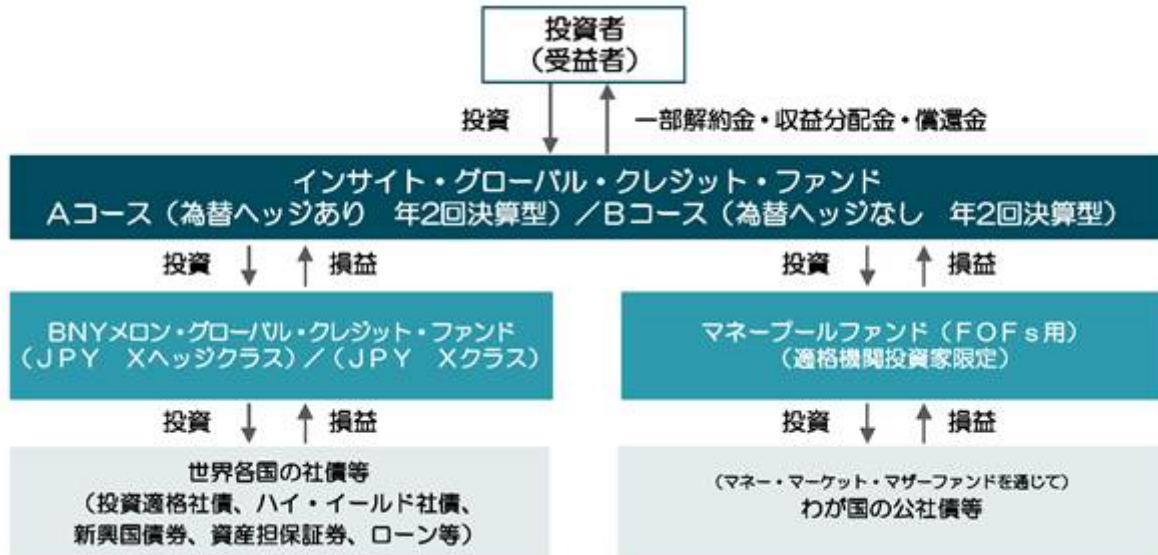 投資者
（受益者）
投資
一部解約金・収益分配金・償還金
インサイト・グローバル・クレジット・ファンド
Ａコース（為替ヘッジあり　年2回決算型）／Ｂコース（為替ヘッジなし　年2回決算型）
投資
損益
投資
損益
ＢＮＹメロン・グローバル・クレジット・ファンド
（ＪＰＹ　Ｘヘッジクラス）／（ＪＰＹ　Ｘクラス）
マネープールファンド（ＦＯＦｓ用）
（適格機関投資家限定）
投資
損益
投資
損益
世界各国の社債等
（投資適格社債、ハイ・イールド社債、
新興国債券、資産担保証券、ローン等）
（マネー・マーケット・マザーファンドを通じて）
わが国の公社債等